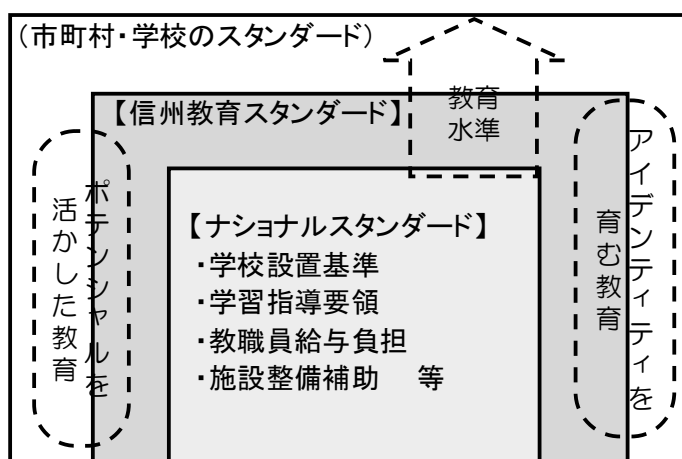 （市町村・学校のスタンダード）
教育
水準
【信州教育スタンダード】
ポテンシャルを
活かした教育
【ナショナルスタンダード】
・学校設置基準
・学習指導要領
・教職員給与負担
・施設整備補助　等
アイデンティティを
育む教育